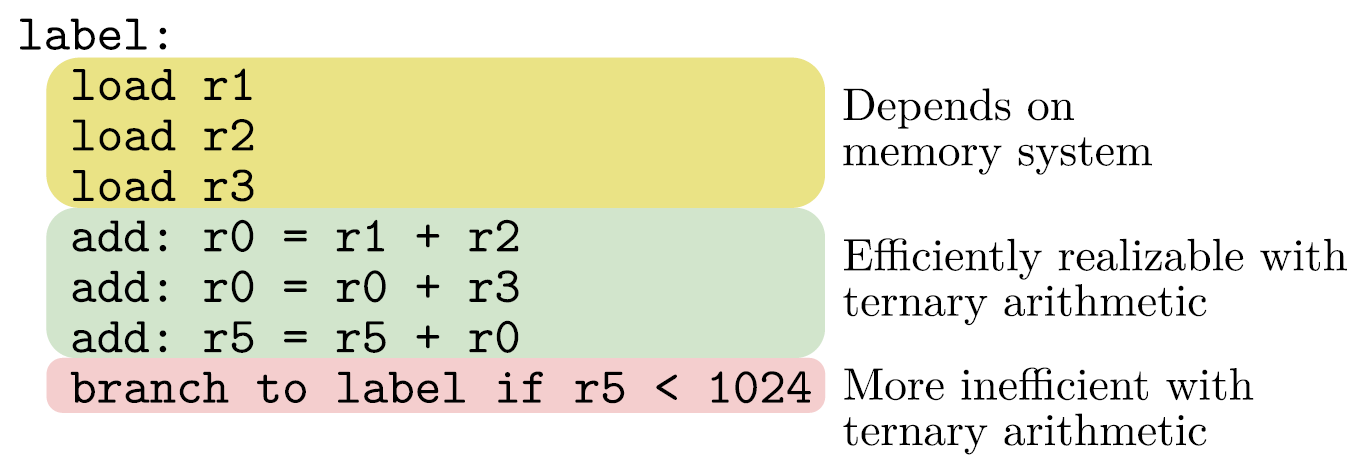 label:
load r1
load r2
load r3
Depends on
memory system
add: r0 = r1 + r2
add: r0 = r0 + r3
add: r5 = r5 + r0
Efficiently realizable with
ternary arithmetic
branch to label if r5 < 1024
More inefficient with
ternary arithmetic